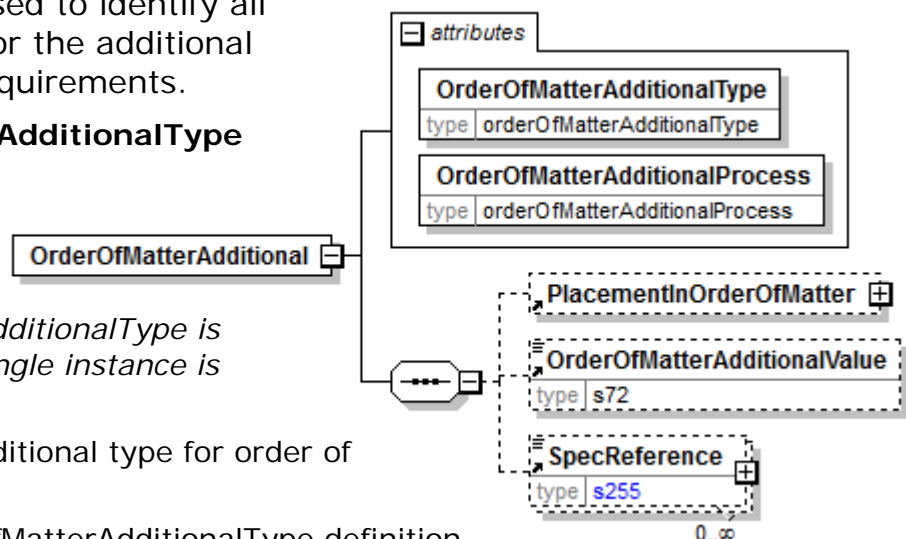 sed to identify all
or the additional
quirements.
AdditionalType
dditionalType is
ngle instance is
ditional type for order of
fMatterAdditionalType definition
attributes
OrderOfMatterAdditionalType
type orderOfMatterAdditionalType
OrderOfMatterAdditionalProcess
type orderOfMatterAdditionalProcess
OrderOfMatterAdditional
PlacementInOrderOfMatter
OrderOfMatterAdditionalValue
type s72
SpecReference
type s255
0..∞